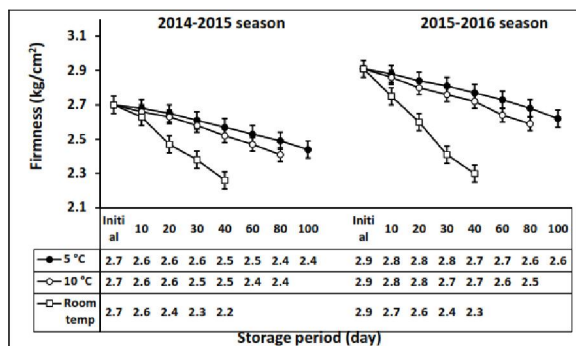 2014-2015 season
2015-2016 season
Firmness (kg/cm²)
3.1
2.9
2.7
2.5
2.3
2.1
Initi al 10 20 30 40 60 80 100 Initi al 10 20 30 40 60 80 100
5 °C 2.7 2.6 2.6 2.6 2.5 2.5 2.4 2.4 2.9 2.8 2.8 2.8 2.7 2.7 2.6 2.6
10 °C 2.7 2.6 2.6 2.5 2.5 2.4 2.4 2.9 2.8 2.8 2.7 2.7 2.6 2.5
Room temp 2.7 2.6 2.4 2.3 2.2 2.9 2.7 2.6 2.4 2.3
Storage period (day)